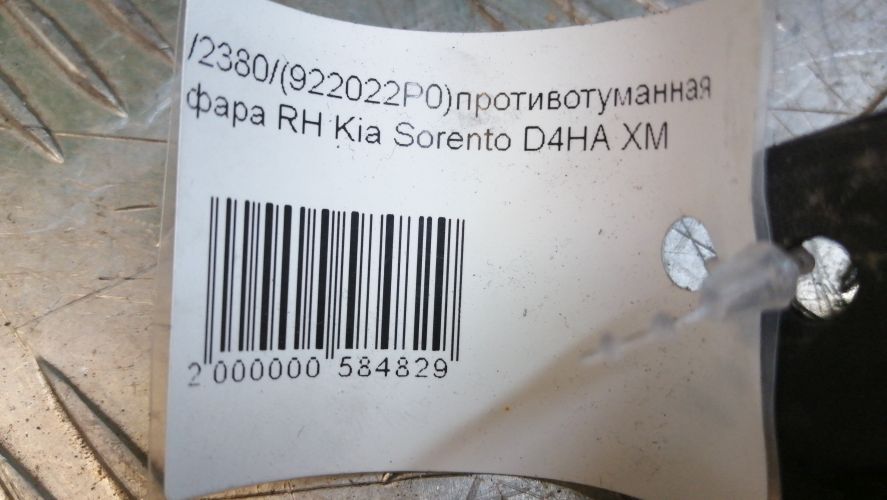 /2380/(922022P0)противотуманная
фара RH Kia Sorento D4HA XM
2 000000 584829